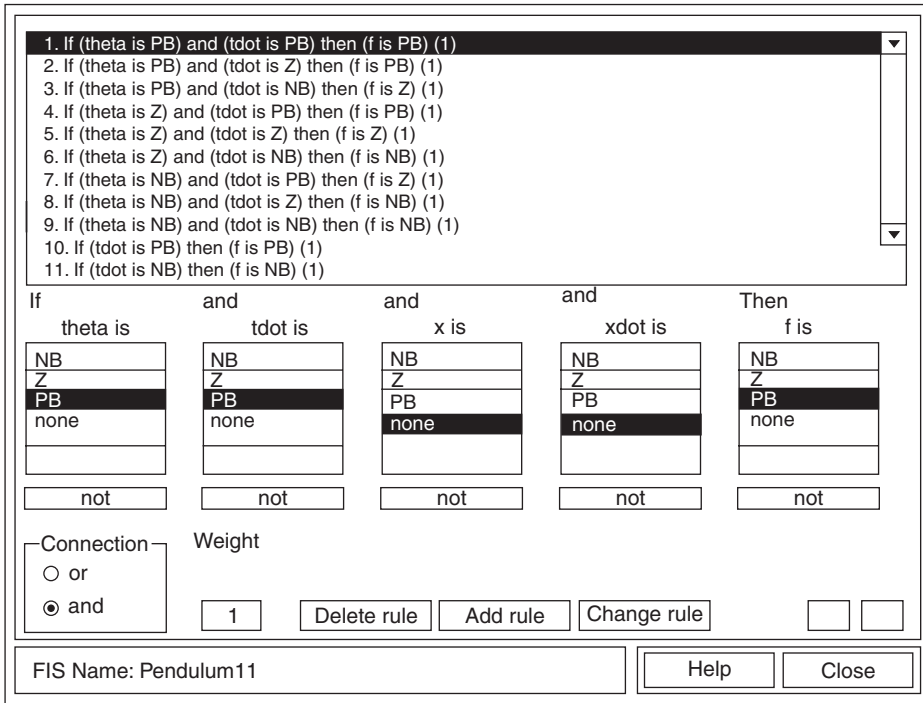 1. If (theta is PB) and (tdot is PB) then (f is PB) (1)
2. If (theta is PB) and (tdot is Z) then (f is PB) (1)
3. If (theta is PB) and (tdot is NB) then (f is Z) (1)
4. If (theta is Z) and (tdot is PB) then (f is PB) (1)
5. If (theta is Z) and (tdot is Z) then (f is Z) (1)
6. If (theta is Z) and (tdot is NB) then (f is NB) (1)
7. If (theta is NB) and (tdot is PB) then (f is Z) (1)
8. If (theta is NB) and (tdot is Z) then (f is NB) (1)
9. If (theta is NB) and (tdot is NB) then (f is NB) (1)
10. If (tdot is PB) then (f is PB) (1)
11. If (tdot is NB) then (f is NB) (1)
If and and and Then
theta is tdot is x is xdot is f is
NB NB NB NB NB
Z Z Z Z Z
PB PB PB PB PB
none none none none none
not not not not not
Connection Weight
or
and 1 Delete rule Add rule Change rule
FIS Name: Pendulum11 Help Close